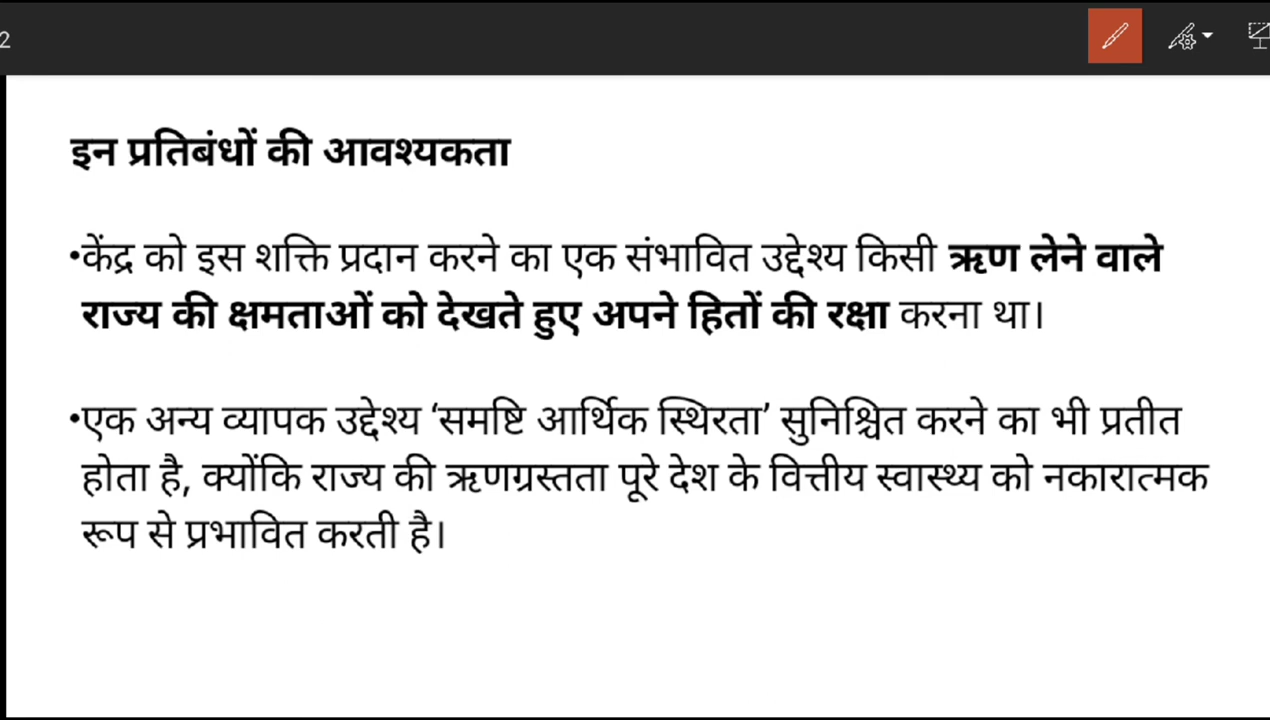 2
इन प्रतिबंधों की आवश्यकता
•केंद्र को इस शक्ति प्रदान करने का एक संभावित उद्देश्य किसी ऋण लेने वाले
राज्य की क्षमताओं को देखते हुए अपने हितों की रक्षा करना था।
•एक अन्य व्यापक उद्देश्य ‘समष्टि आर्थिक स्थिरता’ सुनिश्चित करने का भी प्रतीत
होता है, क्योंकि राज्य की ऋणग्रस्तता पूरे देश के वित्तीय स्वास्थ्य को नकारात्मक
रूप से प्रभावित करती है।